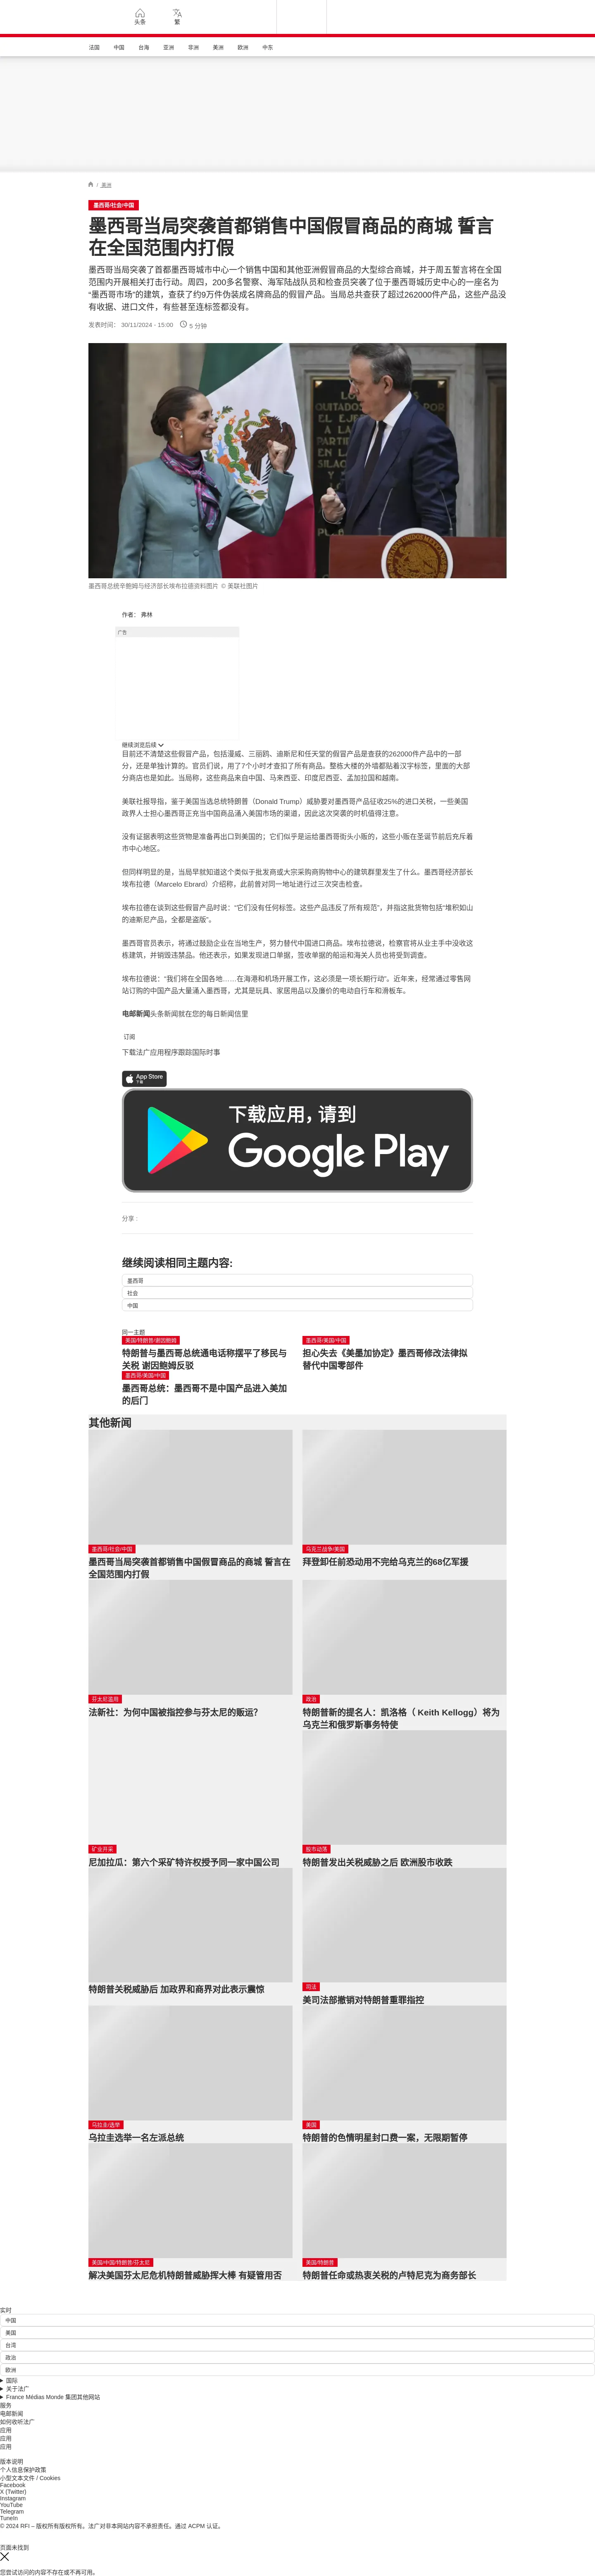 头条
繁
法国 中国 台海 亚洲 非洲 美洲 欧洲 中东
/ 美洲
墨西哥/社会/中国
墨西哥当局突袭首都销售中国假冒商品的商城 誓言
在全国范围内打假
墨西哥当局突袭了首都墨西哥城市中心一个销售中国和其他亚洲假冒商品的大型综合商城，并于周五誓言将在全国
范围内开展相关打击行动。周四，200多名警察、海军陆战队员和检查员突袭了位于墨西哥城历史中心的一座名为
“墨西哥市场”的建筑，查获了约9万件伪装成名牌商品的假冒产品。当局总共查获了超过262000件产品，这些产品没
有收据、进口文件，有些甚至连标签都没有。
发表时间： 30/11/2024 - 15:00 5 分钟
墨西哥总统辛鲍姆与经济部长埃布拉德资料图片 © 美联社图片
作者： 弗林
广告
继续浏览后续
目前还不清楚这些假冒产品，包括漫威、三丽鸥、迪斯尼和任天堂的假冒产品是查获的262000件产品中的一部
分，还是单独计算的。官员们说，用了7个小时才查扣了所有商品。整栋大楼的外墙都贴着汉字标签，里面的大部
分商店也是如此。当局称，这些商品来自中国、马来西亚、印度尼西亚、孟加拉国和越南。
美联社报导指，鉴于美国当选总统特朗普（Donald Trump）威胁要对墨西哥产品征收25%的进口关税，一些美国
政界人士担心墨西哥正充当中国商品涌入美国市场的渠道，因此这次突袭的时机值得注意。
没有证据表明这些货物是准备再出口到美国的；它们似乎是运给墨西哥街头小贩的，这些小贩在圣诞节前后充斥着
市中心地区。
但同样明显的是，当局早就知道这个类似于批发商或大宗采购商购物中心的建筑群里发生了什么。墨西哥经济部长
埃布拉德（Marcelo Ebrard）介绍称，此前曾对同一地址进行过三次突击检查。
埃布拉德在谈到这些假冒产品时说：“它们没有任何标签。这些产品违反了所有规范”，并指这批货物包括“堆积如山
的迪斯尼产品，全都是盗版”。
墨西哥官员表示，将通过鼓励企业在当地生产，努力替代中国进口商品。埃布拉德说，检察官将从业主手中没收这
栋建筑，并销毁违禁品。他还表示，如果发现进口单据，签收单据的船运和海关人员也将受到调查。
埃布拉德说：“我们将在全国各地……在海港和机场开展工作，这必须是一项长期行动”。近年来，经常通过零售网
站订购的中国产品大量涌入墨西哥，尤其是玩具、家居用品以及廉价的电动自行车和滑板车。
电邮新闻头条新闻就在您的每日新闻信里
订阅
下载法广应用程序跟踪国际时事
App Store
下载
下载应用，请到
Google Play
分享 :
继续阅读相同主题内容:
墨西哥
社会
中国
同一主题
美国/特朗普/谢因鲍姆
特朗普与墨西哥总统通电话称摆平了移民与
关税 谢因鲍姆反驳
墨西哥/美国/中国
担心失去《美墨加协定》墨西哥修改法律拟
替代中国零部件
墨西哥/美国/中国
墨西哥总统：墨西哥不是中国产品进入美加
的后门
其他新闻
墨西哥/社会/中国
墨西哥当局突袭首都销售中国假冒商品的商城 誓言在
全国范围内打假
乌克兰战争/美国
拜登卸任前恐动用不完给乌克兰的68亿军援
芬太尼滥用
法新社：为何中国被指控参与芬太尼的贩运？
政治
特朗普新的提名人：凯洛格（ Keith Kellogg）将为
乌克兰和俄罗斯事务特使
矿业开采
尼加拉瓜：第六个采矿特许权授予同一家中国公司
股市动荡
特朗普发出关税威胁之后 欧洲股市收跌
特朗普关税威胁后 加政界和商界对此表示震惊
司法
美司法部撤销对特朗普重罪指控
乌拉圭/选举
乌拉圭选举一名左派总统
美国
特朗普的色情明星封口费一案，无限期暂停
美国/中国/特朗普/芬太尼
解决美国芬太尼危机特朗普威胁挥大棒 有疑管用否
美国/特朗普
特朗普任命或热衷关税的卢特尼克为商务部长
实时
中国
美国
台湾
政治
欧洲
国际
关于法广
France Médias Monde 集团其他网站
服务
电邮新闻
如何收听法广
应用
应用
应用
版本说明
个人信息保护政策
小型文本文件 / Cookies
Facebook
X (Twitter)
Instagram
YouTube
Telegram
TuneIn
© 2024 RFI – 版权所有版权所有。法广对非本网站内容不承担责任。通过 ACPM 认证。
页面未找到
您尝试访问的内容不存在或不再可用。